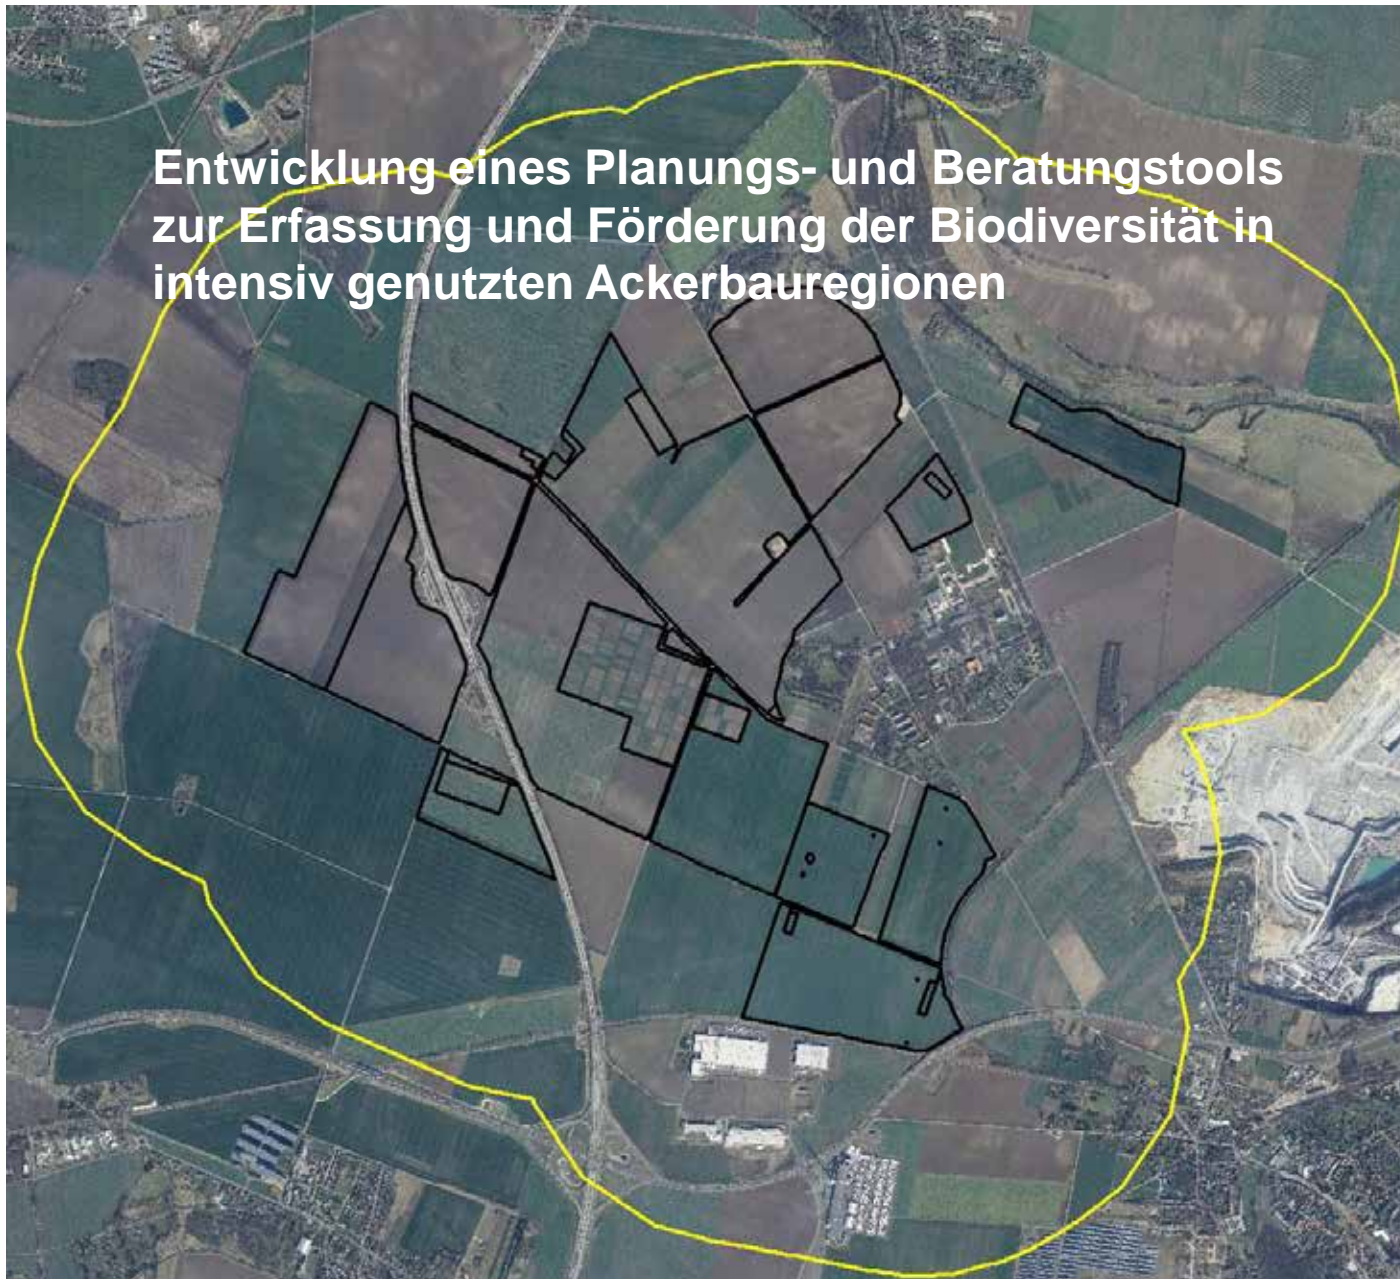 Entwicklung eines Planungs- und Beratungstools
zur Erfassung und Förderung der Biodiversität in
intensiv genutzten Ackerbauregionen